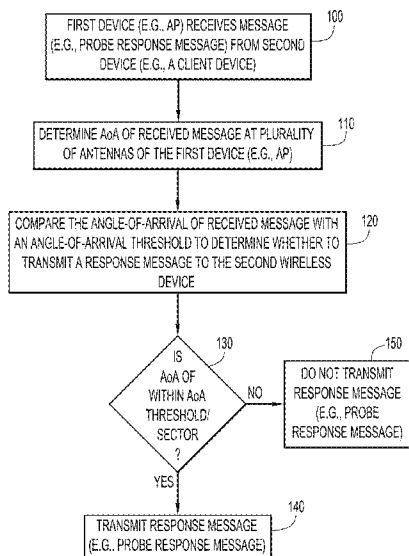 100
FIRST DEVICE (E.G., AP) RECEIVES MESSAGE
(E.G., PROBE RESPONSE MESSAGE) FROM SECOND
DEVICE (E.G., A CLIENT DEVICE)
110
DETERMINE AoA OF RECEIVED MESSAGE AT PLURALITY
OF ANTENNAS OF THE FIRST DEVICE (E.G., AP)
120
COMPARE THE ANGLE-OF-ARRIVAL OF RECEIVED MESSAGE WITH
AN ANGLE-OF-ARRIVAL THRESHOLD TO DETERMINE WHETHER TO
TRANSMIT A RESPONSE MESSAGE TO THE SECOND WIRELESS
DEVICE
130
IS
AoA OF
WITHIN AoA
THRESHOLD/
SECTOR
?
NO
150
DO NOT TRANSMIT
RESPONSE MESSAGE
(E.G., PROBE
RESPONSE MESSAGE)
YES
140
TRANSMIT RESPONSE MESSAGE
(E.G., PROBE RESPONSE MESSAGE)